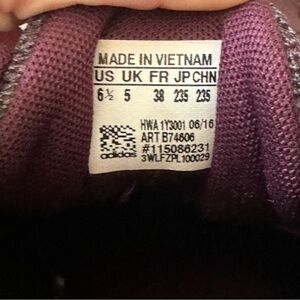 MADE IN VIETNAM
US UK FR JP CHN
6½ 5 38 235 235
HWA 1Y3001 06/16
ART B74606
#115086231
3WLFZPL100029
adidas